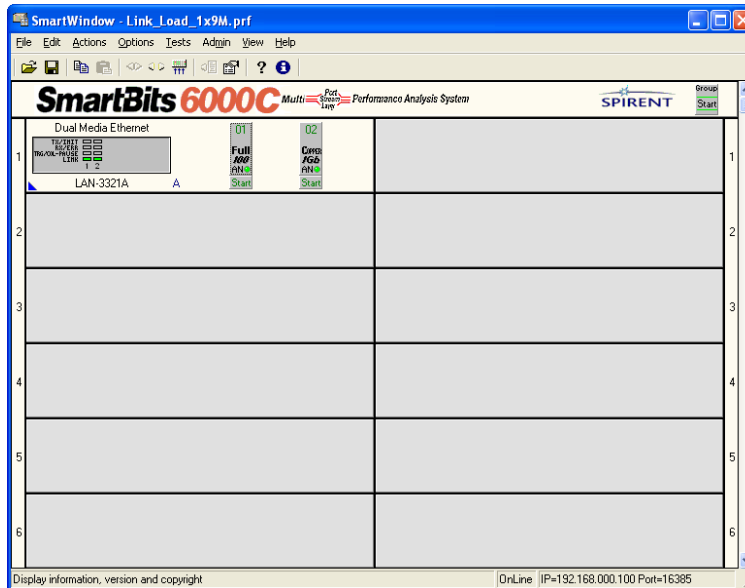 SmartWindow - Link_Load_1x9M.prf
File Edit Actions Options Tests Admin View Help
SmartBits 6000C Multi Port Stream Layer Performance Analysis System
SPIRENT
Group
Start
Dual Media Ethernet
TX/INIT
RX/ERR
TRG/COL-PAUSE
LINK
1 2
LAN-3321A A
01
Full
100
AN
Start
02
Copper
1Gb
AN
Start
1 1
2 2
3 3
4 4
5 5
6 6
Display information, version and copyright
OnLine IP=192.168.000.100 Port=16385